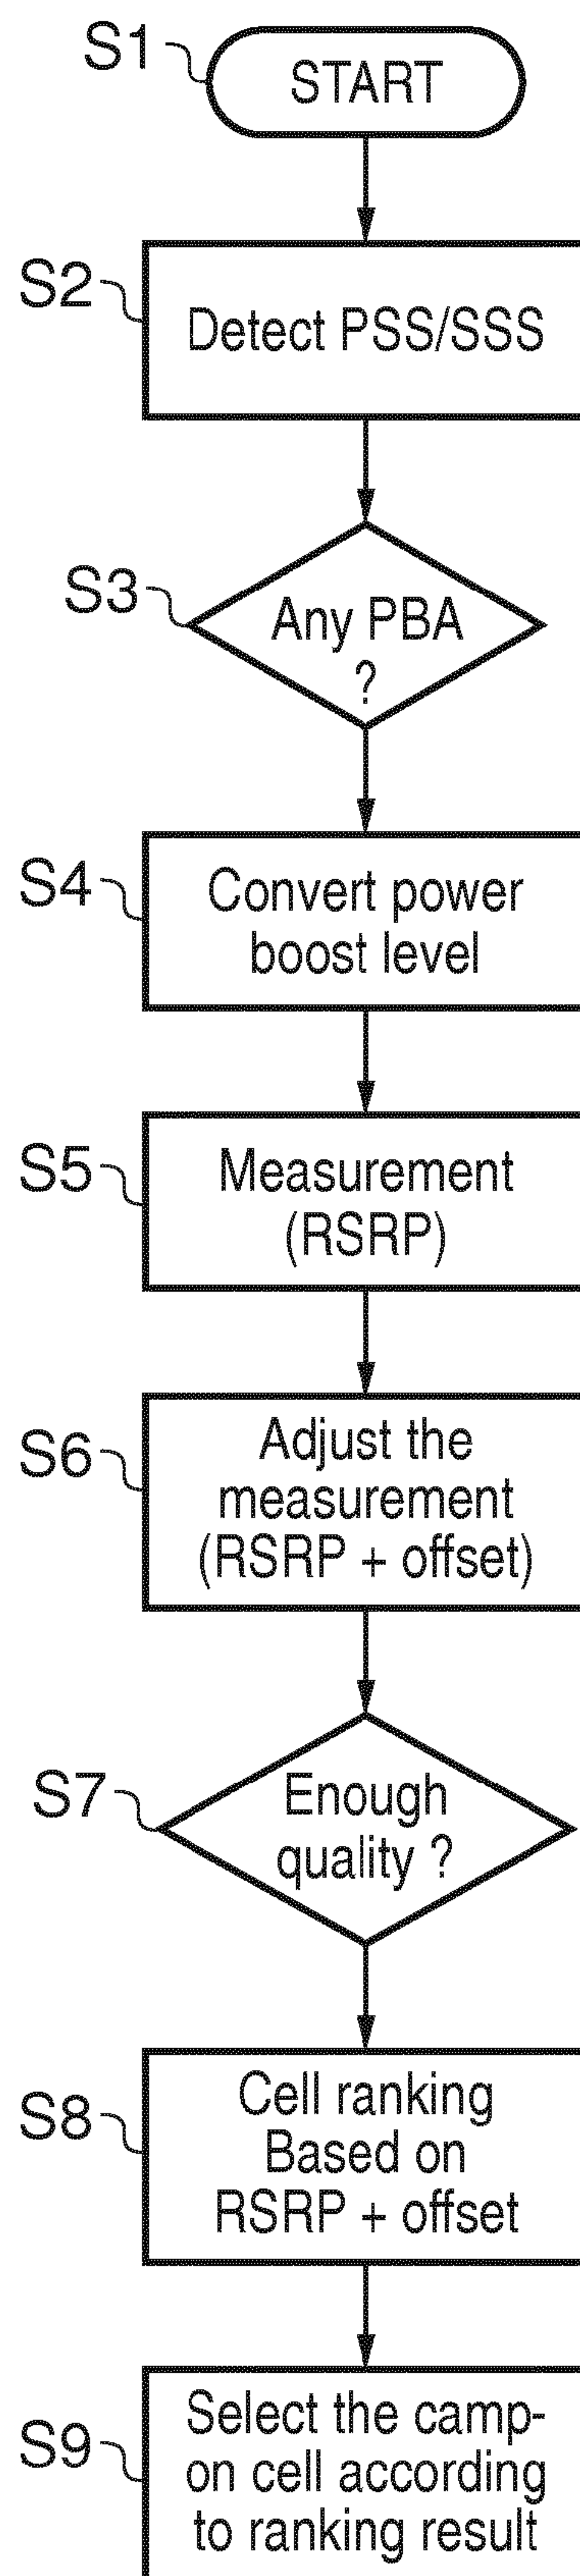 S1
START
S2
Detect PSS/SSS
S3
Any PBA
?
S4
Convert power
boost level
S5
Measurement
(RSRP)
S6
Adjust the
measurement
(RSRP + offset)
S7
Enough
quality ?
S8
Cell ranking
Based on
RSRP + offset
S9
Select the camp-
on cell according
to ranking result